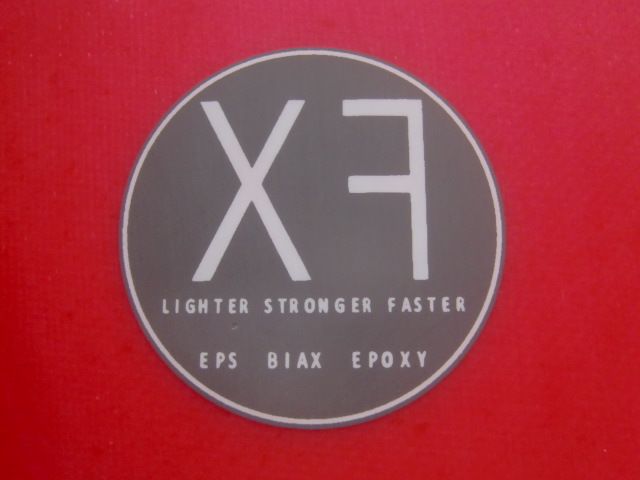 XF
LIGHTER STRONGER FASTER
EPS BIAX EPOXY